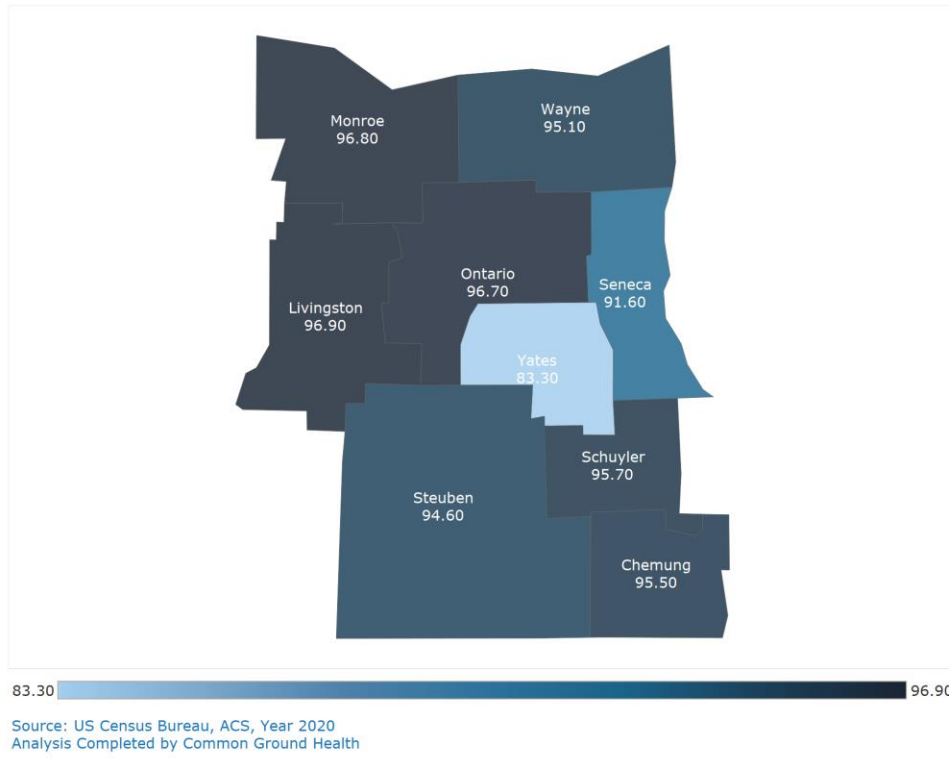 Monroe
96.80
Wayne
95.10
Ontario
96.70
Seneca
91.60
Livingston
96.90
Yates
83.30
Schuyler
95.70
Steuben
94.60
Chemung
95.50
83.30
96.90
Source: US Census Bureau, ACS, Year 2020
Analysis Completed by Common Ground Health